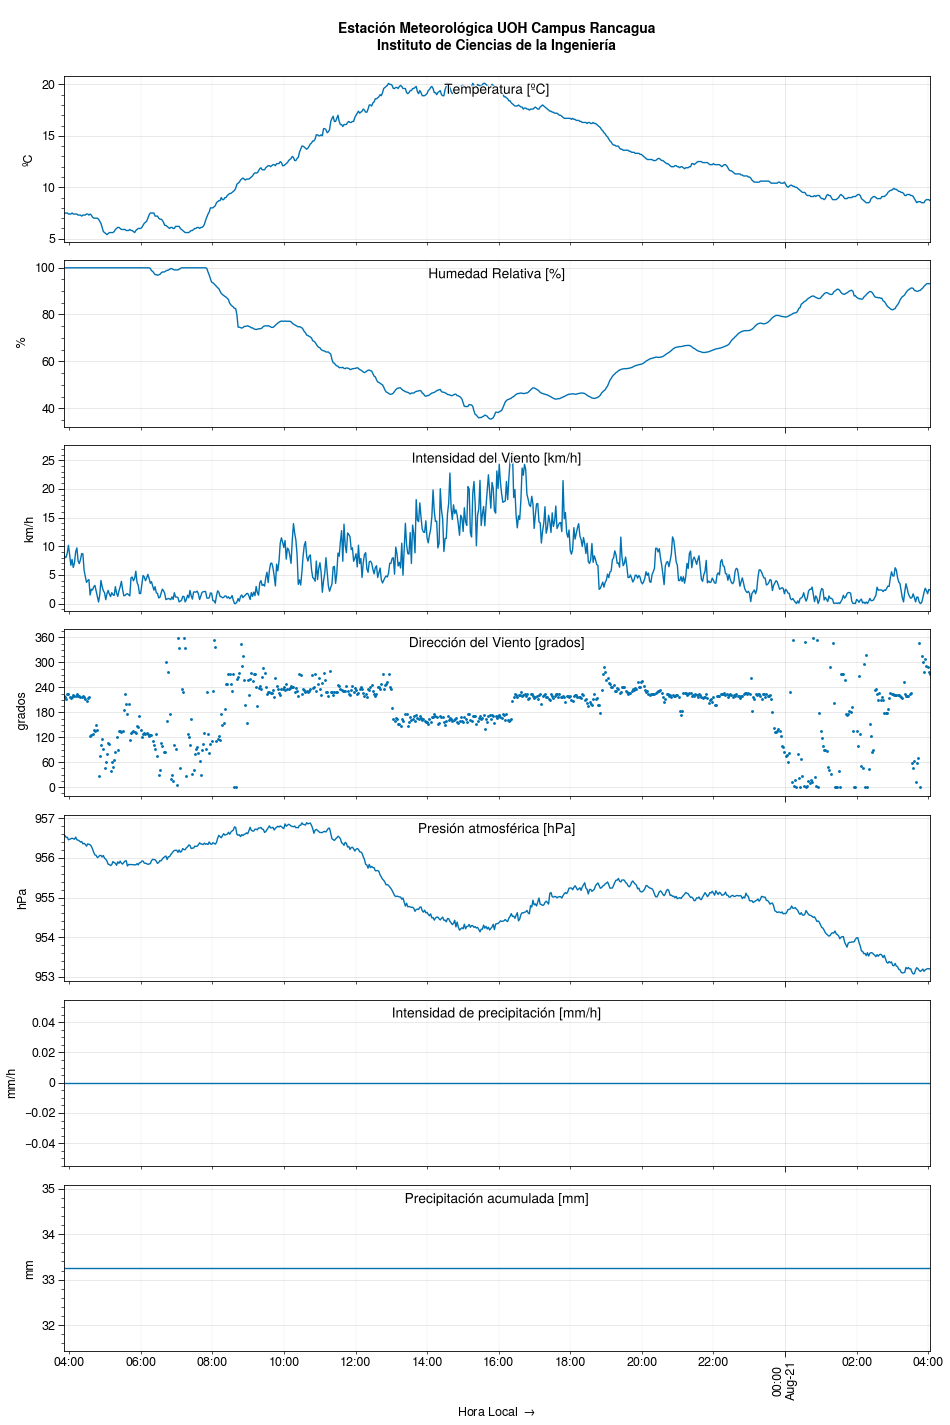 Estación Meteorológica UOH Campus Rancagua
Instituto de Ciencias de la Ingeniería
Temperatura [ºC]
20
15
10
5
ºC
Humedad Relativa [%]
100
80
60
40
%
Intensidad del Viento [km/h]
25
20
15
10
5
0
km/h
Dirección del Viento [grados]
360
300
240
180
120
60
0
grados
Presión atmosférica [hPa]
957
956
955
954
953
hPa
Intensidad de precipitación [mm/h]
0.04
0.02
0
−0.02
−0.04
mm/h
Precipitación acumulada [mm]
35
34
33
32
mm
04:00 06:00 08:00 10:00 12:00 14:00 16:00 18:00 20:00 22:00 00:00 02:00 04:00
Aug-21
Hora Local →